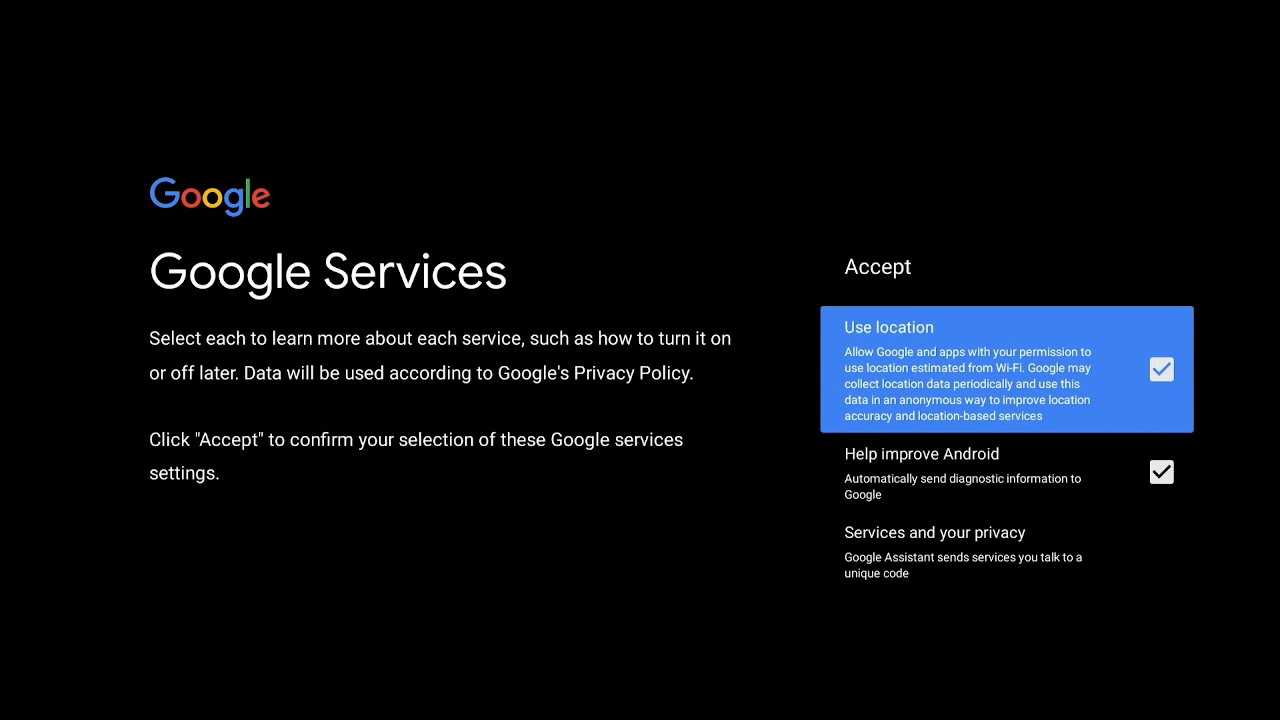 Google
Google Services
Select each to learn more about each service, such as how to turn it on
or off later. Data will be used according to Google's Privacy Policy.
Click "Accept" to confirm your selection of these Google services
settings.
Accept
Use location
Allow Google and apps with your permission to
use location estimated from Wi-Fi. Google may
collect location data periodically and use this
data in an anonymous way to improve location
accuracy and location-based services
Help improve Android
Automatically send diagnostic information to
Google
Services and your privacy
Google Assistant sends services you talk to a
unique code